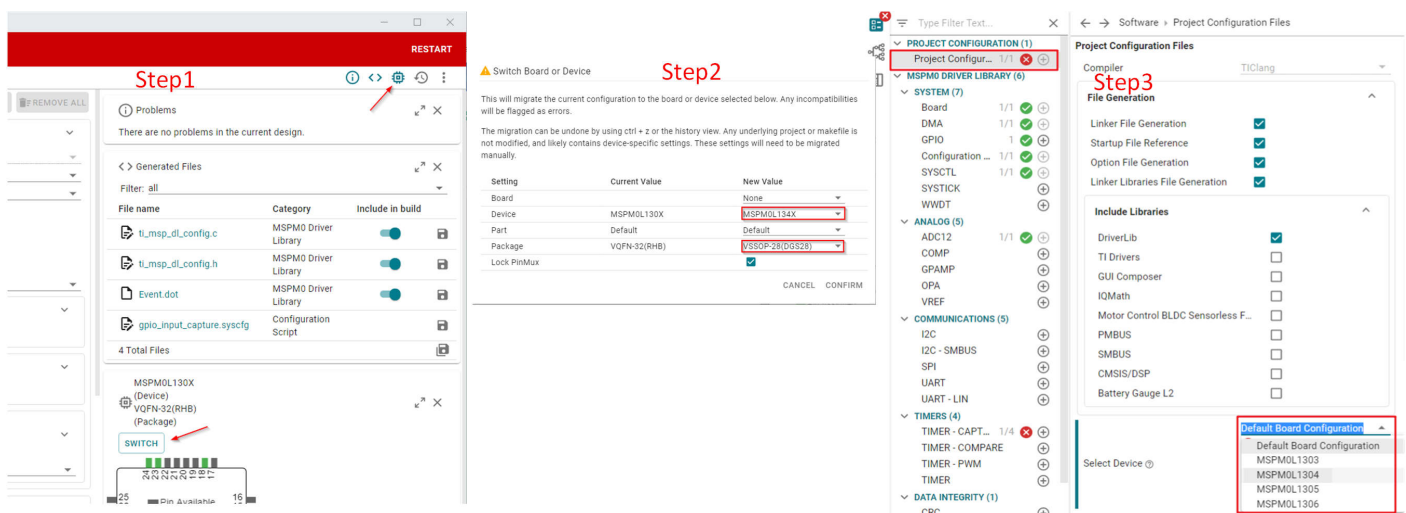 RESTART
Step1
REMOVE ALL
Problems
There are no problems in the current design.
Generated Files
Filter: all
File name Category Include in build
ti_msp_dl_config.c MSPM0 Driver
Library
ti_msp_dl_config.h MSPM0 Driver
Library
Event.dot MSPM0 Driver
Library
gpio_input_capture.syscfg Configuration
Script
4 Total Files
MSPM0L130X
(Device)
VQFN-32(RHB)
(Package)
SWITCH
24 23 22 21 20 19 18 17
25 Pin Available 16
Step2
Switch Board or Device
This will migrate the current configuration to the board or device selected below. Any incompatibilities
will be flagged as errors.
The migration can be undone by using ctrl + z or the history view. Any underlying project or makefile is
not modified, and likely contains device-specific settings. These settings will need to be migrated
manually.
Setting Current Value New Value
Board None
Device MSPM0L130X MSPM0L134X
Part Default Default
Package VQFN-32(RHB) VSSOP-28(DGS28)
Lock PinMux
CANCEL CONFIRM
Type Filter Text...
PROJECT CONFIGURATION (1)
Project Configur... 1/1
MSPM0 DRIVER LIBRARY (6)
SYSTEM (7)
Board 1/1
DMA 1/1
GPIO 1
Configuration ... 1/1
SYSCTL 1/1
SYSTICK
WWDT
ANALOG (5)
ADC12 1/1
COMP
GPAMP
OPA
VREF
COMMUNICATIONS (5)
I2C
I2C - SMBUS
SPI
UART
UART - LIN
TIMERS (4)
TIMER - CAPT... 1/4
TIMER - COMPARE
TIMER - PWM
TIMER
DATA INTEGRITY (1)
CRC
Software Project Configuration Files
Project Configuration Files
Compiler TIClang
Step3
File Generation
Linker File Generation
Startup File Reference
Option File Generation
Linker Libraries File Generation
Include Libraries
DriverLib
TI Drivers
GUI Composer
IQMath
Motor Control BLDC Sensorless F...
PMBUS
SMBUS
CMSIS/DSP
Battery Gauge L2
Default Board Configuration
Default Board Configuration
Select Device
MSPM0L1303
MSPM0L1304
MSPM0L1305
MSPM0L1306